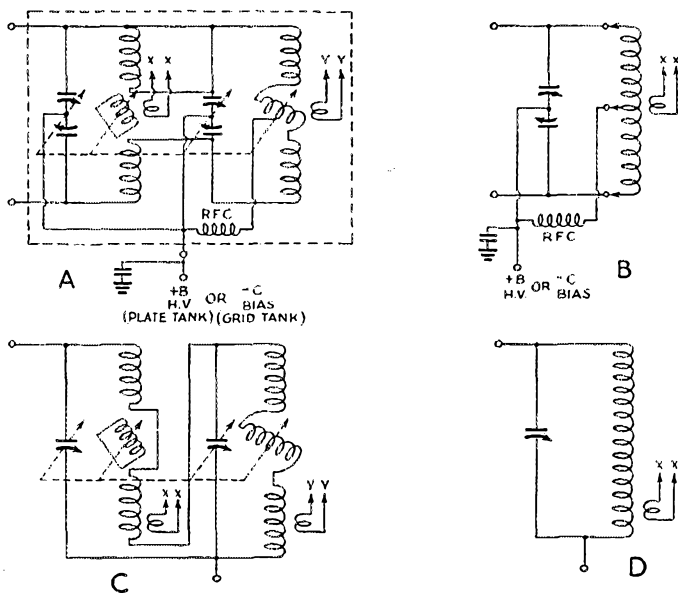 X X
Y Y
X X
RFC
RFC
A
B
+B OR -C
H.V. BIAS
(PLATE TANK) (GRID TANK)
+B OR -C
H.V. BIAS
X X
Y Y
X X
C
D